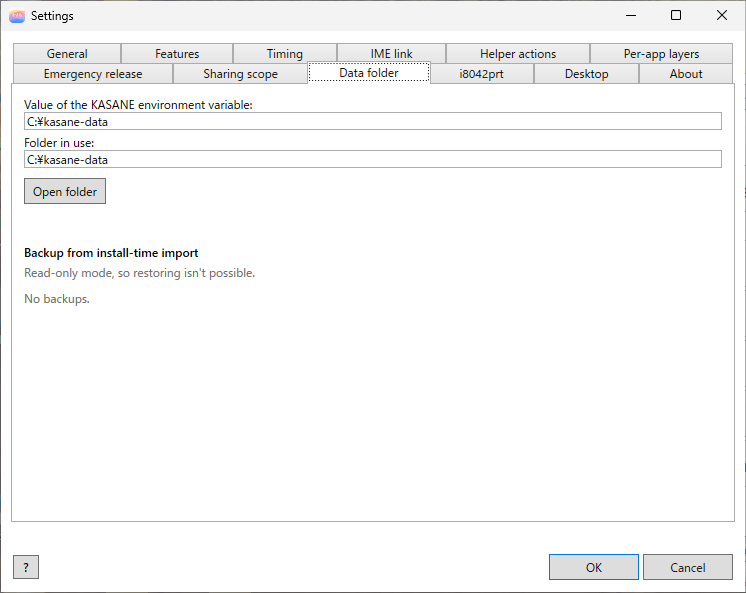 Settings
General Features Timing IME link Helper actions Per-app layers
Emergency release Sharing scope Data folder i8042prt Desktop About
Value of the KASANE environment variable:
C:¥kasane-data
Folder in use:
C:¥kasane-data
Open folder
Backup from install-time import
Read-only mode, so restoring isn't possible.
No backups.
? OK Cancel